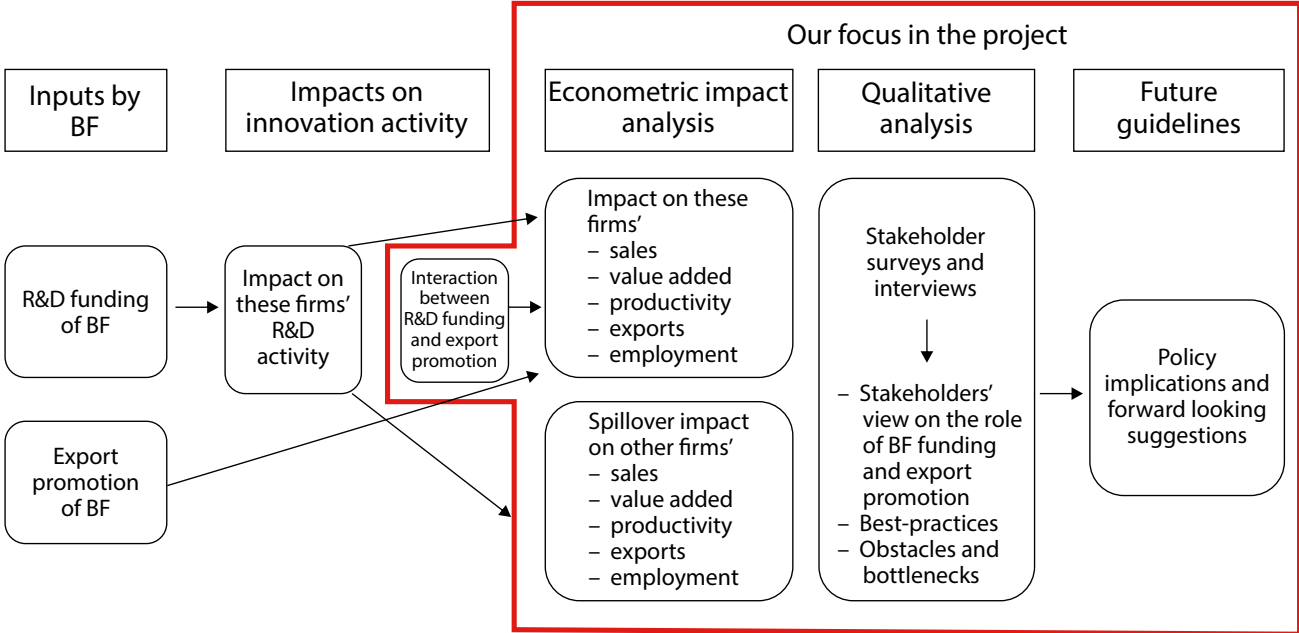 Our focus in the project
Inputs by
BF
Impacts on
innovation activity
Econometric impact
analysis
Qualitative
analysis
Future
guidelines
R&D funding
of BF
Export
promotion
of BF
Impact on
these firms’
R&D
activity
Interaction
between
R&D funding
and export
promotion
Impact on these
firms’
– sales
– value added
– productivity
– exports
– employment
Spillover impact
on other firms’
– sales
– value added
– productivity
– exports
– employment
Stakeholder
surveys and
interviews
– Stakeholders’
view on the role
of BF funding
and export
promotion
– Best-practices
– Obstacles and
bottlenecks
Policy
implications and
forward looking
suggestions